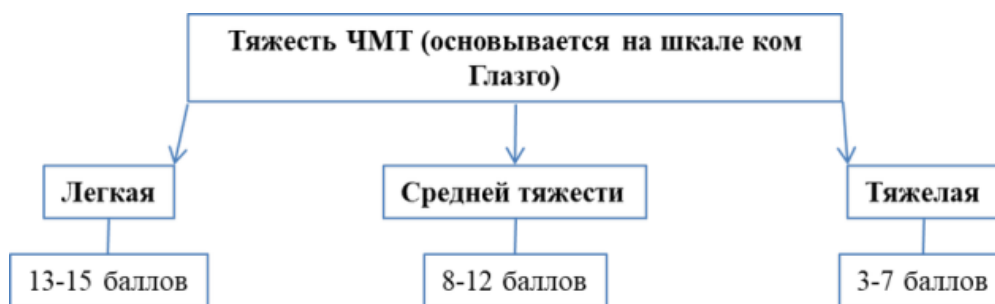 Тяжесть ЧМТ (основывается на шкале ком
Глазго)
Легкая
Средней тяжести
Тяжелая
13-15 баллов
8-12 баллов
3-7 баллов